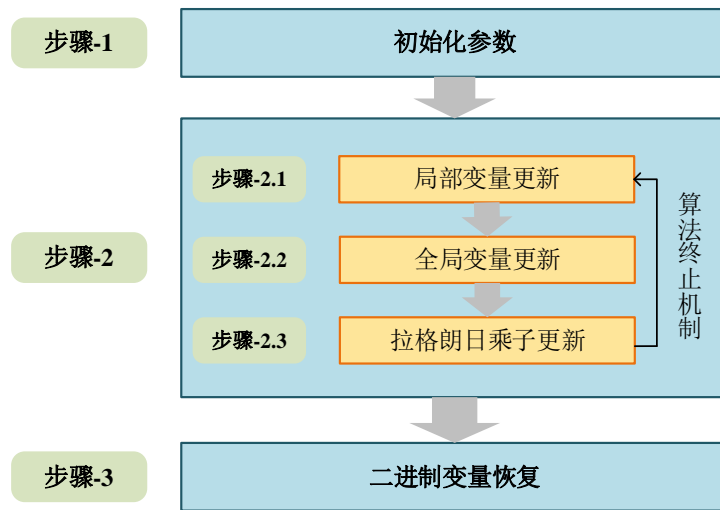 步骤-1
初始化参数
步骤-2
步骤-2.1
局部变量更新
步骤-2.2
全局变量更新
步骤-2.3
拉格朗日乘子更新
算法终止机制
步骤-3
二进制变量恢复